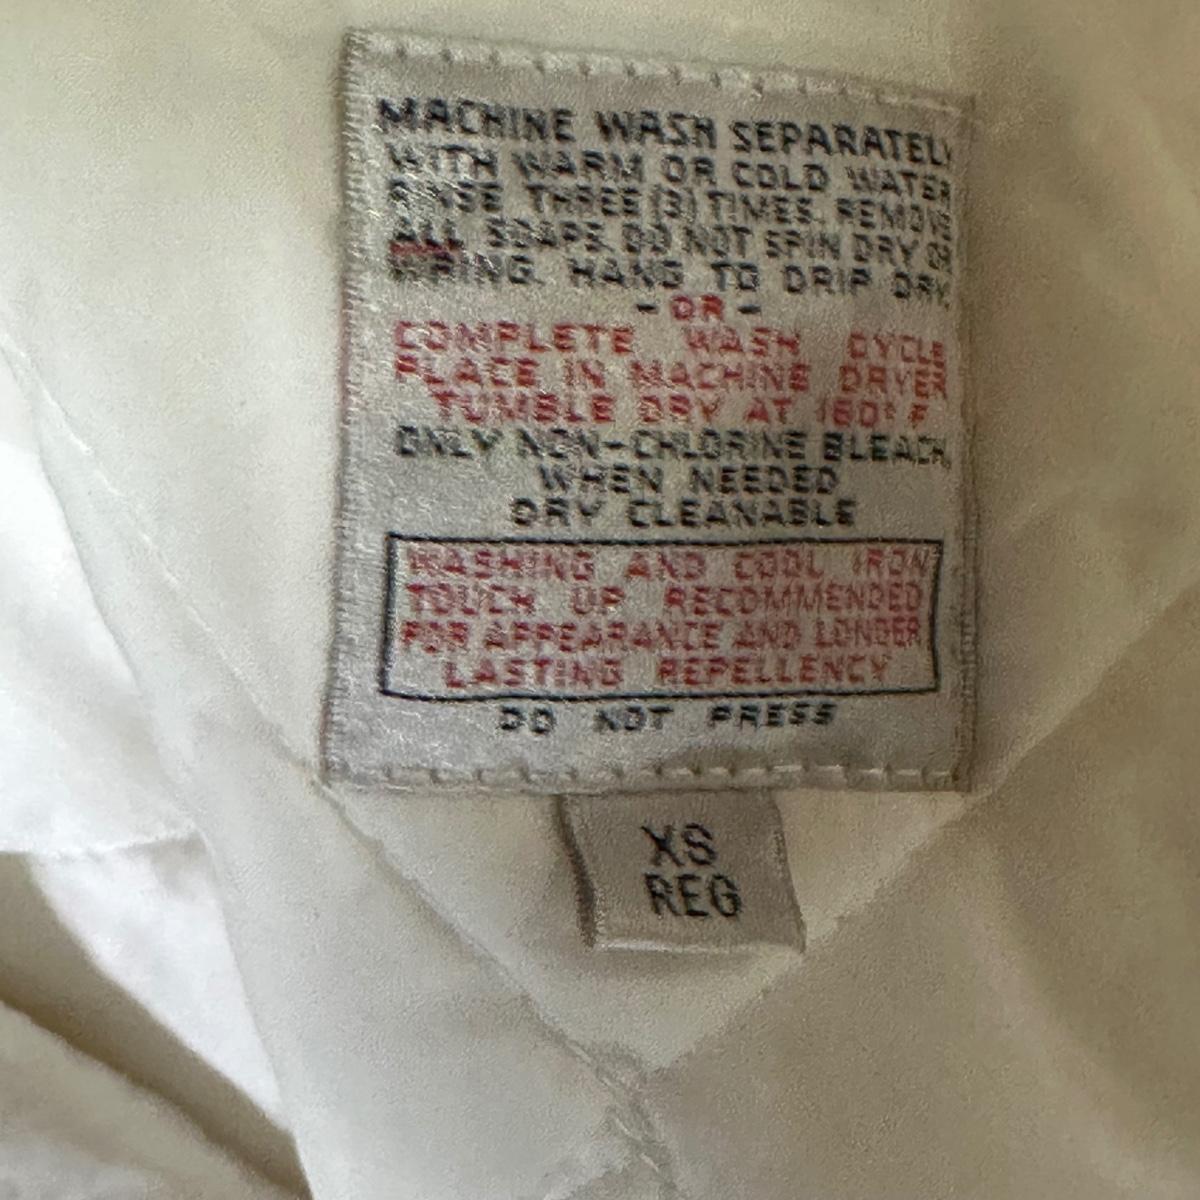 MACHINE WASH SEPARATELY
WITH WARM OR COLD WATER
RINSE THREE (3) TIMES. REMOVE
ALL SOAPS. DO NOT SPIN DRY OR
WRING. HANG TO DRIP DRY.
- OR -
COMPLETE WASH CYCLE
PLACE IN MACHINE DRYER
TUMBLE DRY AT 160° F
ONLY NON-CHLORINE BLEACH,
WHEN NEEDED
DRY CLEANABLE
WASHING AND COOL IRON
TOUCH UP RECOMMENDED
FOR APPEARANCE AND LONGER
LASTING REPELLENCY
DO NOT PRESS
XS
REG